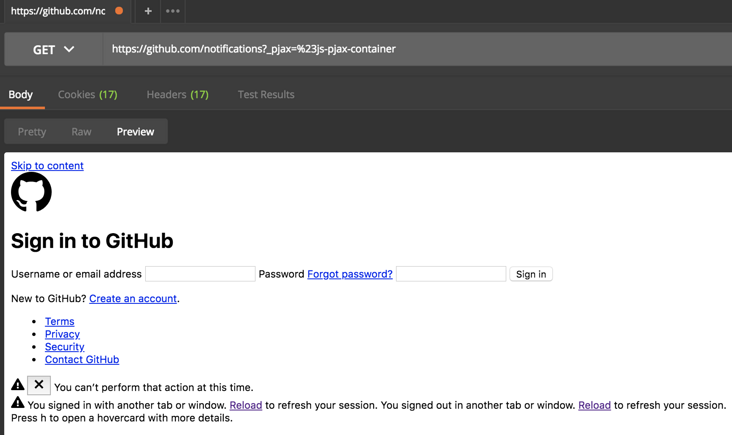 https://github.com/nc
GET https://github.com/notifications?_pjax=%23js-pjax-container
Body Cookies (17) Headers (17) Test Results
Pretty Raw Preview
Skip to content
Sign in to GitHub
Username or email address Password Forgot password? Sign in
New to GitHub? Create an account.
Terms
Privacy
Security
Contact GitHub
You can’t perform that action at this time.
You signed in with another tab or window. Reload to refresh your session. You signed out in another tab or window. Reload to refresh your session.
Press h to open a hovercard with more details.